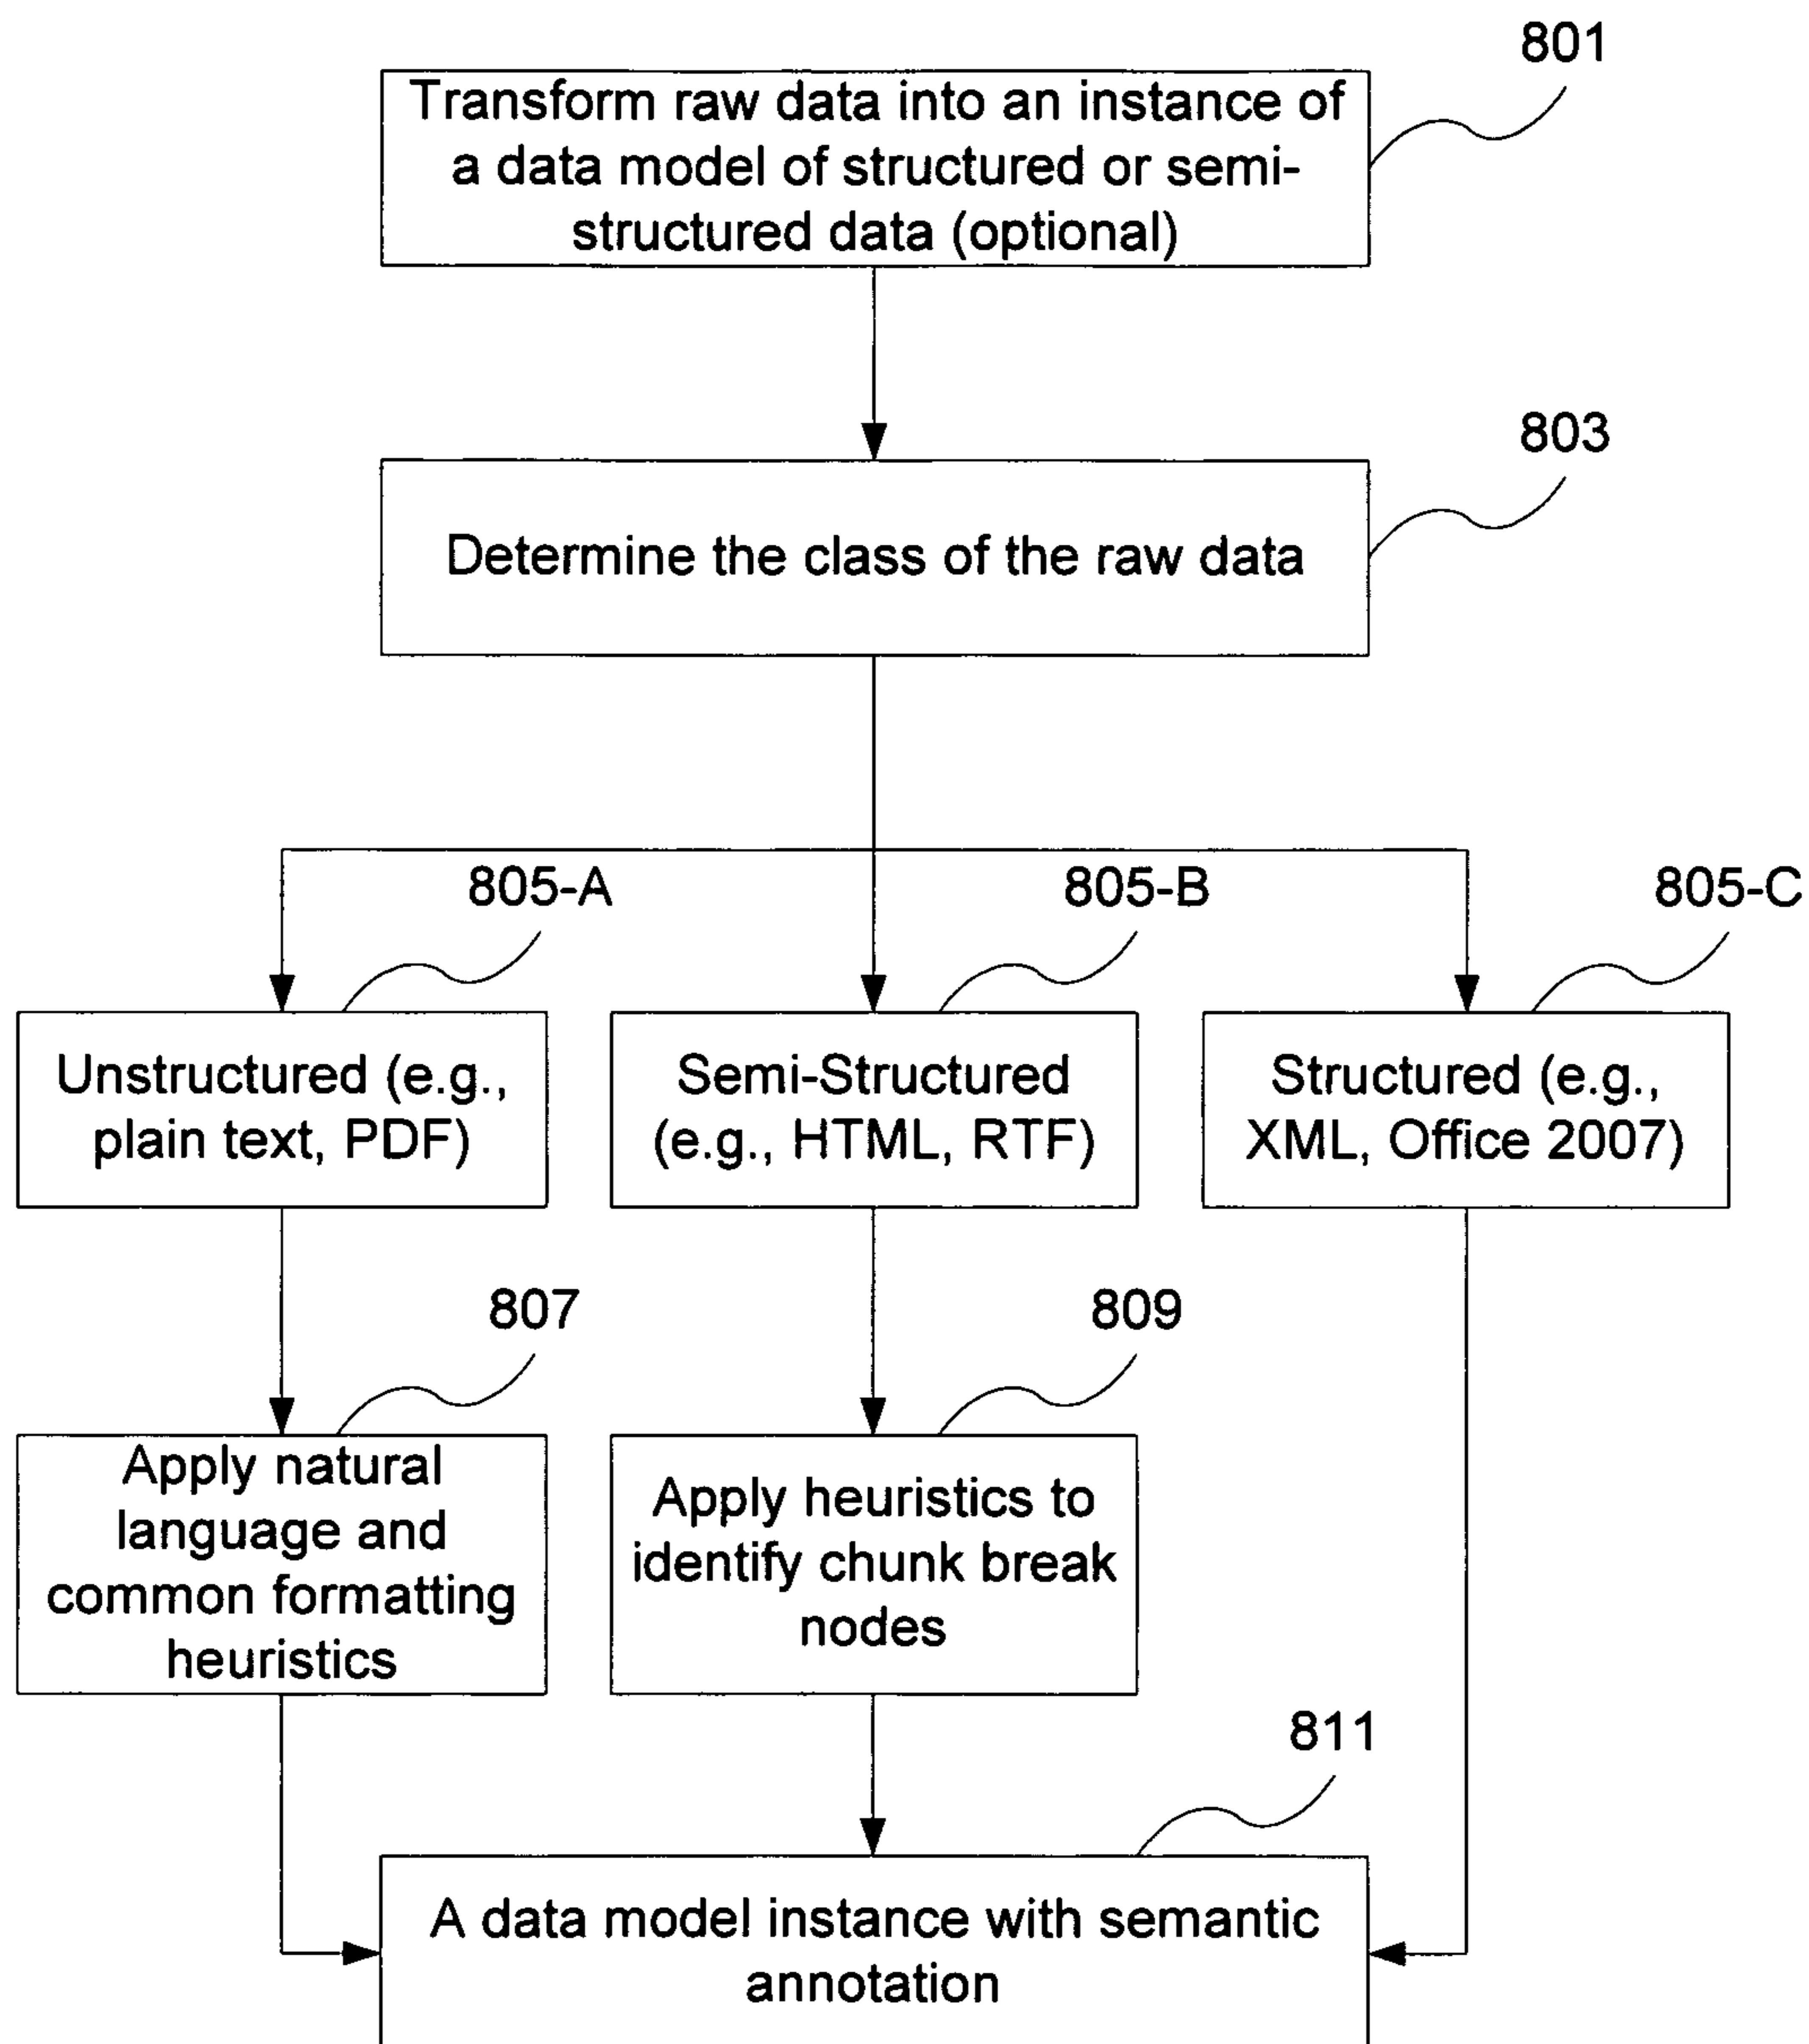 801
Transform raw data into an instance of
a data model of structured or semi-
structured data (optional)
803
Determine the class of the raw data
805-A
805-B
805-C
Unstructured (e.g.,
plain text, PDF)
Semi-Structured
(e.g., HTML, RTF)
Structured (e.g.,
XML, Office 2007)
807
809
Apply natural
language and
common formatting
heuristics
Apply heuristics to
identify chunk break
nodes
811
A data model instance with semantic
annotation